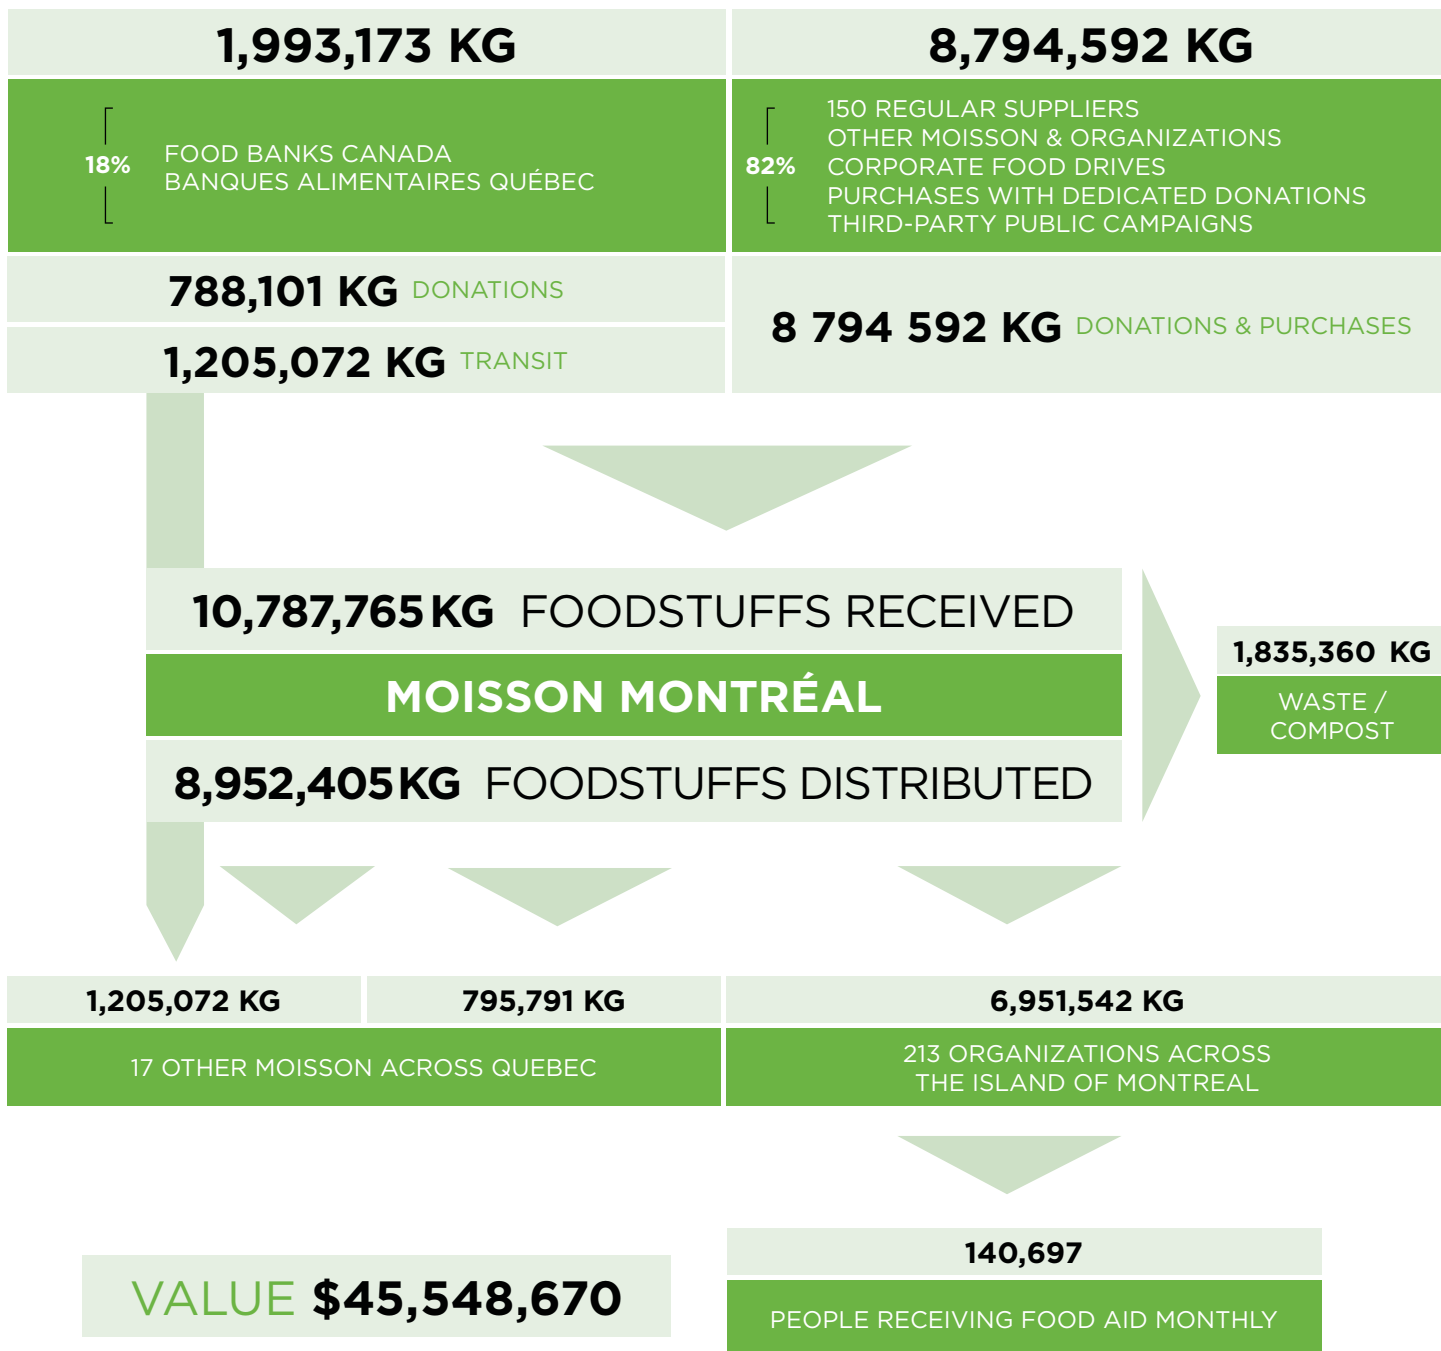 1,993,173 KG
18%
FOOD BANKS CANADA
BANQUES ALIMENTAIRES QUÉBEC
788,101 KG DONATIONS
1,205,072 KG TRANSIT
8,794,592 KG
82%
150 REGULAR SUPPLIERS
OTHER MOISSON & ORGANIZATIONS
CORPORATE FOOD DRIVES
PURCHASES WITH DEDICATED DONATIONS
THIRD-PARTY PUBLIC CAMPAIGNS
8 794 592 KG DONATIONS & PURCHASES
10,787,765 KG FOODSTUFFS RECEIVED
MOISSON MONTRÉAL
8,952,405 KG FOODSTUFFS DISTRIBUTED
1,835,360 KG
WASTE /
COMPOST
1,205,072 KG
795,791 KG
17 OTHER MOISSON ACROSS QUEBEC
6,951,542 KG
213 ORGANIZATIONS ACROSS
THE ISLAND OF MONTREAL
VALUE $45,548,670
140,697
PEOPLE RECEIVING FOOD AID MONTHLY